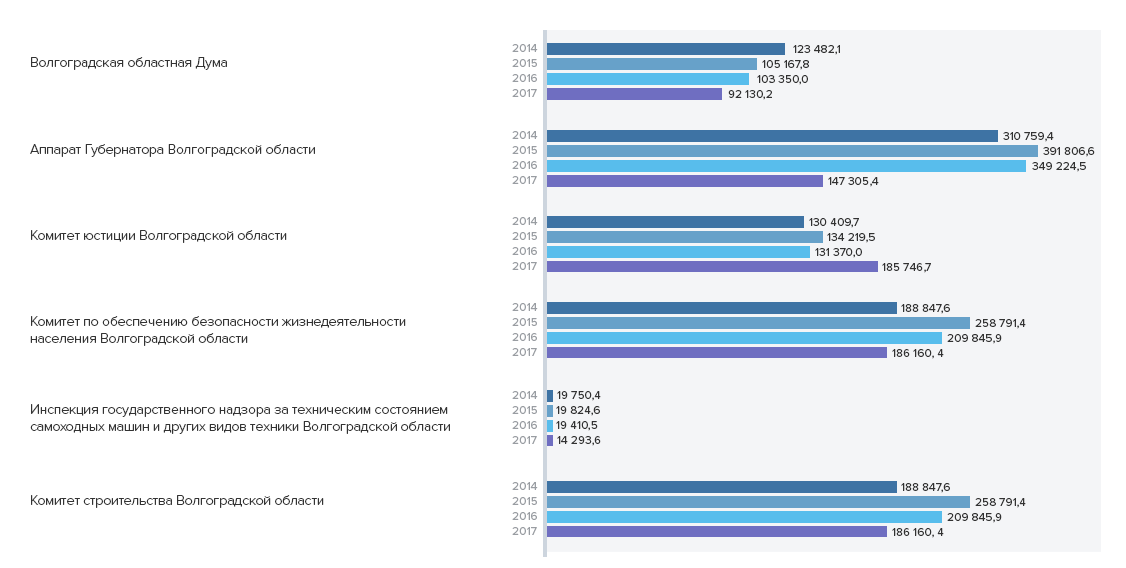 Волгоградская областная Дума
2014 123 482,1
2015 105 167,8
2016 103 350,0
2017 92 130,2
Аппарат Губернатора Волгоградской области
2014 310 759,4
2015 391 806,6
2016 349 224,5
2017 147 305,4
Комитет юстиции Волгоградской области
2014 130 409,7
2015 134 219,5
2016 131 370,0
2017 185 746,7
Комитет по обеспечению безопасности жизнедеятельности
населения Волгоградской области
2014 188 847,6
2015 258 791,4
2016 209 845,9
2017 186 160, 4
Инспекция государственного надзора за техническим состоянием
самоходных машин и других видов техники Волгоградской области
2014 19 750,4
2015 19 824,6
2016 19 410,5
2017 14 293,6
Комитет строительства Волгоградской области
2014 188 847,6
2015 258 791,4
2016 209 845,9
2017 186 160, 4